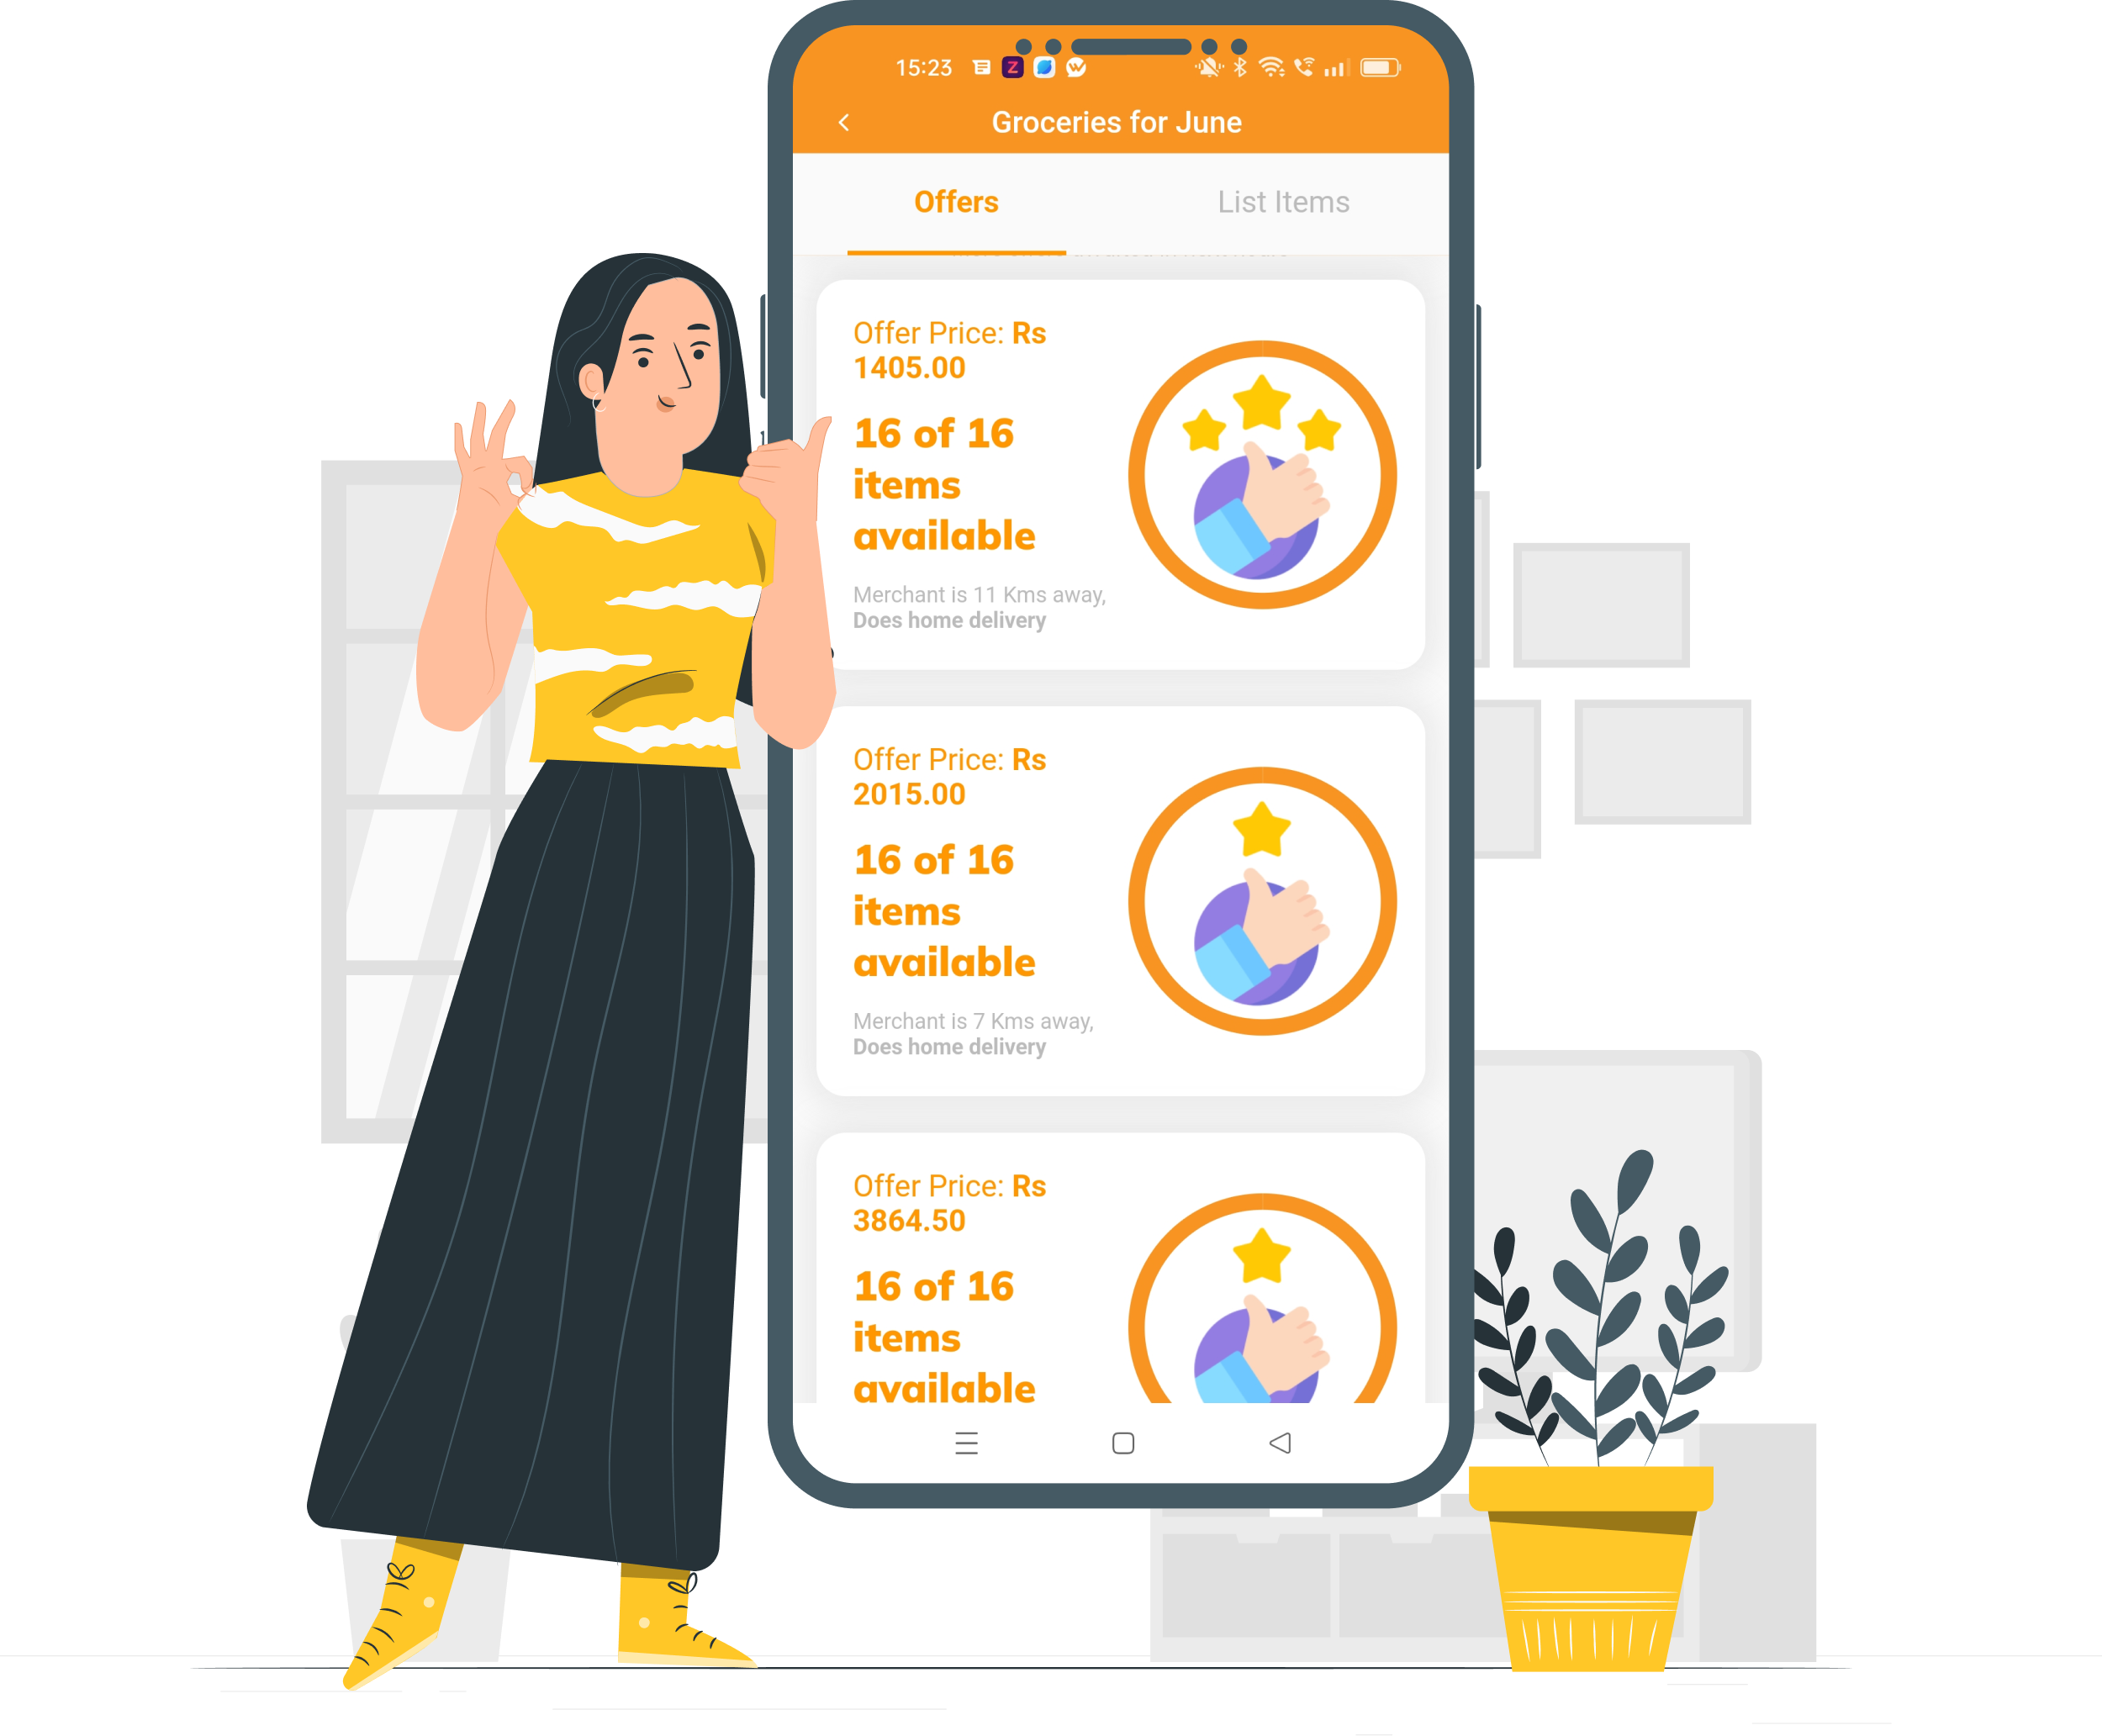 15:23
Groceries for June
Offers
List Items
Offer Price: Rs
1405.00
16 of 16
items
available
Merchant is 11 Kms away,
Does home delivery
Offer Price: Rs
2015.00
16 of 16
items
available
Merchant is 7 Kms away,
Does home delivery
Offer Price: Rs
3864.50
16 of 16
items
available